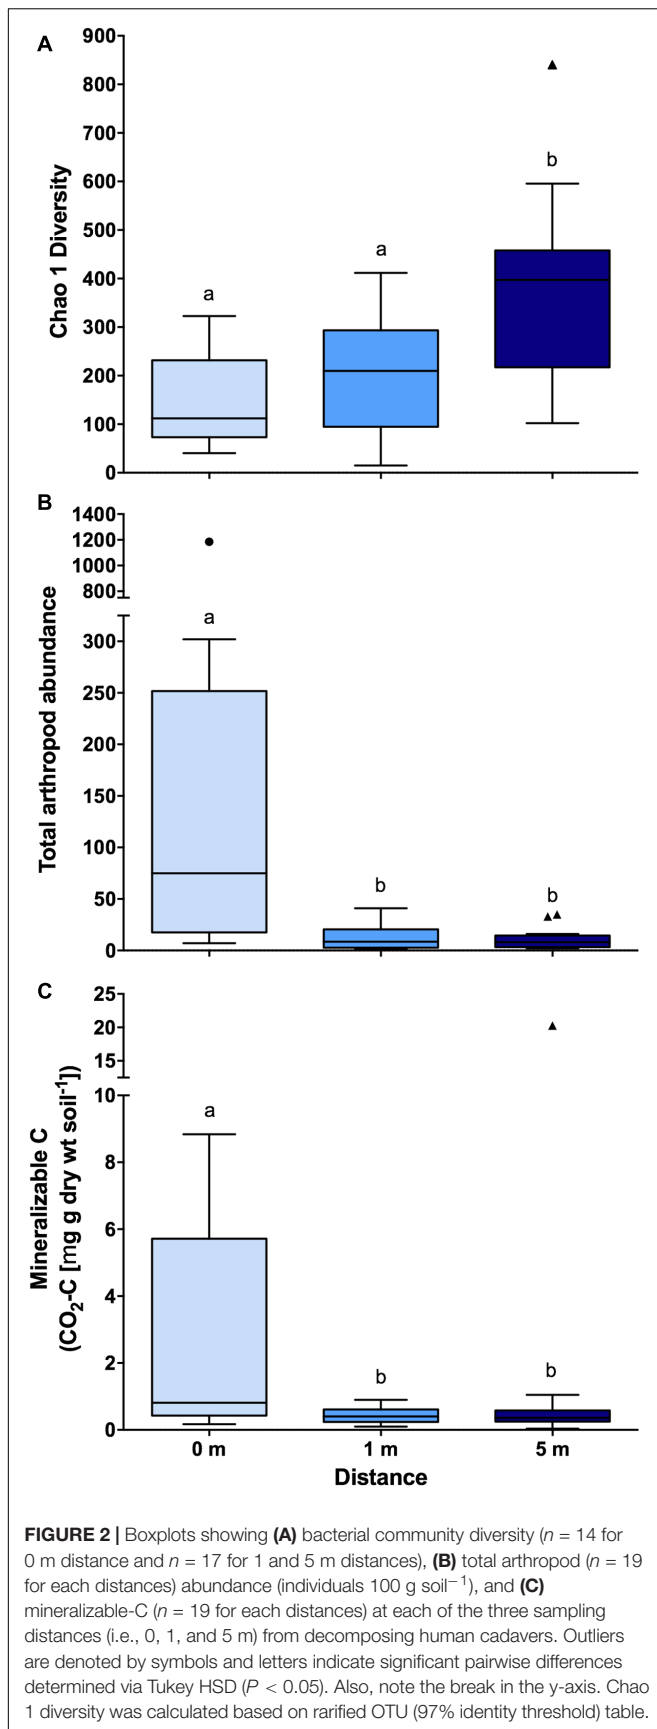 A
900
800
700
600
500
400
300
200
100
0
Chao 1 Diversity
a
a
b
B
1400
1200
1000
800
300
250
200
150
100
50
0
Total arthropod abundance
a
b
b
C
25
20
15
10
8
6
4
2
0
Mineralizable C
(CO₂-C [mg g dry wt soil⁻¹])
a
b
b
0 m 1 m 5 m
Distance
FIGURE 2 | Boxplots showing (A) bacterial community diversity (n = 14 for
0 m distance and n = 17 for 1 and 5 m distances), (B) total arthropod (n = 19
for each distances) abundance (individuals 100 g soil⁻¹), and (C)
mineralizable-C (n = 19 for each distances) at each of the three sampling
distances (i.e., 0, 1, and 5 m) from decomposing human cadavers. Outliers
are denoted by symbols and letters indicate significant pairwise differences
determined via Tukey HSD (P < 0.05). Also, note the break in the y-axis. Chao
1 diversity was calculated based on rarified OTU (97% identity threshold) table.